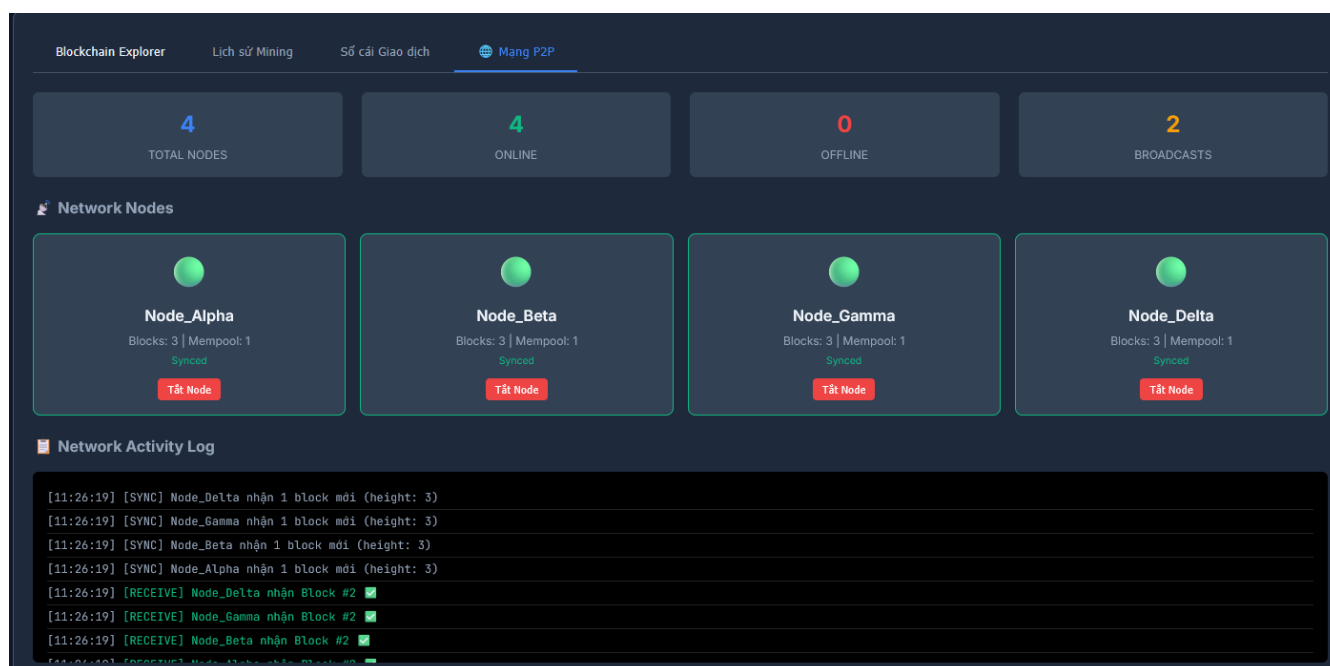 Blockchain Explorer Lịch sử Mining Sổ cái Giao dịch 🌐 Mạng P2P
4 4 0 2
TOTAL NODES ONLINE OFFLINE BROADCASTS
📡 Network Nodes
Node_Alpha Node_Beta Node_Gamma Node_Delta
Blocks: 3 | Mempool: 1 Blocks: 3 | Mempool: 1 Blocks: 3 | Mempool: 1 Blocks: 3 | Mempool: 1
Synced Synced Synced Synced
Tắt Node Tắt Node Tắt Node Tắt Node
📋 Network Activity Log
[11:26:19] [SYNC] Node_Delta nhận 1 block mới (height: 3)
[11:26:19] [SYNC] Node_Gamma nhận 1 block mới (height: 3)
[11:26:19] [SYNC] Node_Beta nhận 1 block mới (height: 3)
[11:26:19] [SYNC] Node_Alpha nhận 1 block mới (height: 3)
[11:26:19] [RECEIVE] Node_Delta nhận Block #2 ✅
[11:26:19] [RECEIVE] Node_Gamma nhận Block #2 ✅
[11:26:19] [RECEIVE] Node_Beta nhận Block #2 ✅